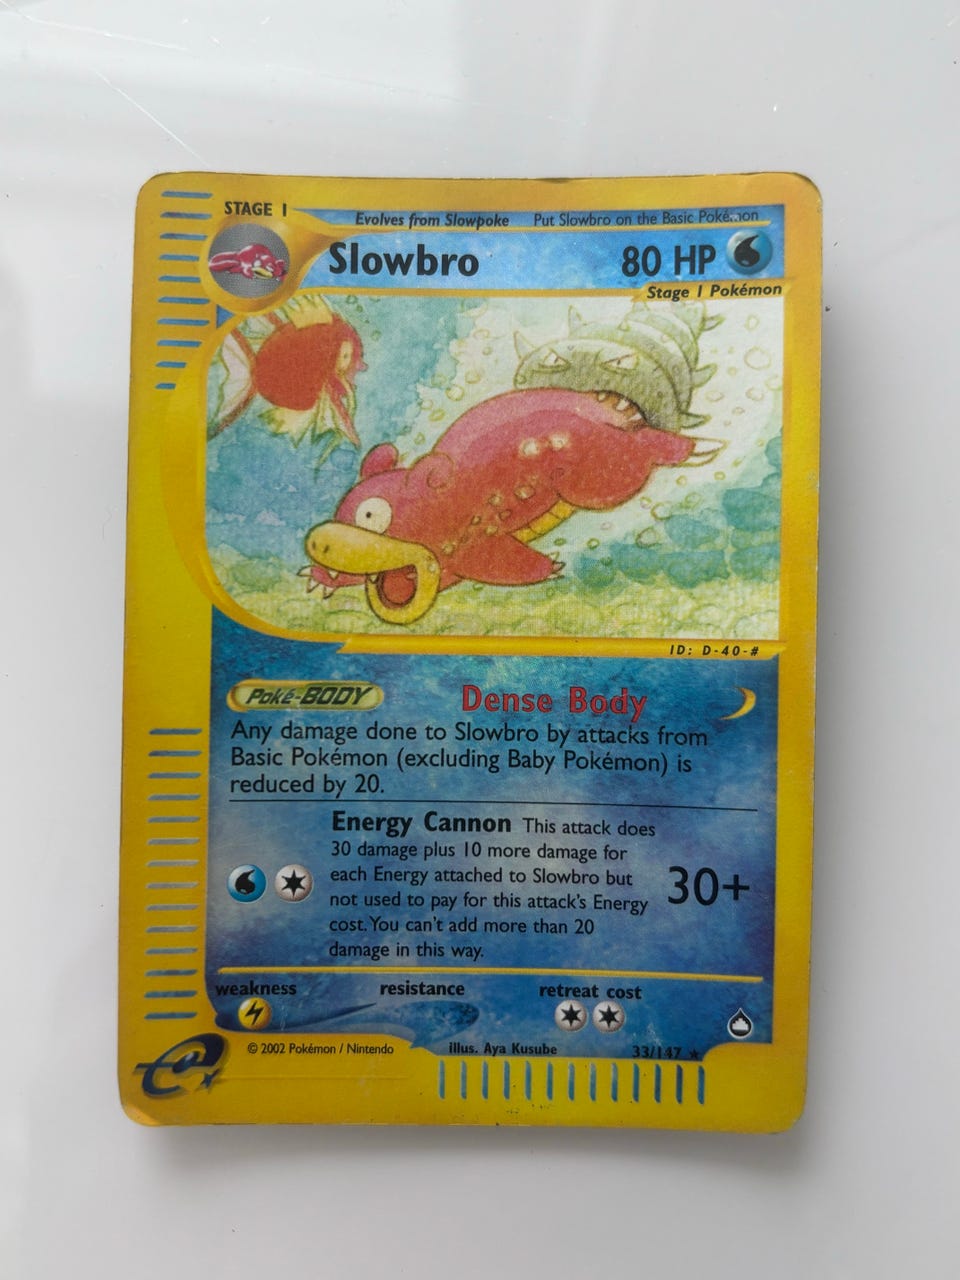 STAGE 1
Evolves from Slowpoke Put Slowbro on the Basic Pokémon
Slowbro 80 HP
Stage 1 Pokémon
ID: D-40-#
Poké-BODY Dense Body
Any damage done to Slowbro by attacks from
Basic Pokémon (excluding Baby Pokémon) is
reduced by 20.
Energy Cannon This attack does
30 damage plus 10 more damage for
each Energy attached to Slowbro but
not used to pay for this attack's Energy
cost. You can't add more than 20
damage in this way.
30+
weakness resistance retreat cost
© 2002 Pokémon / Nintendo illus. Aya Kusube 33/147 ★
e